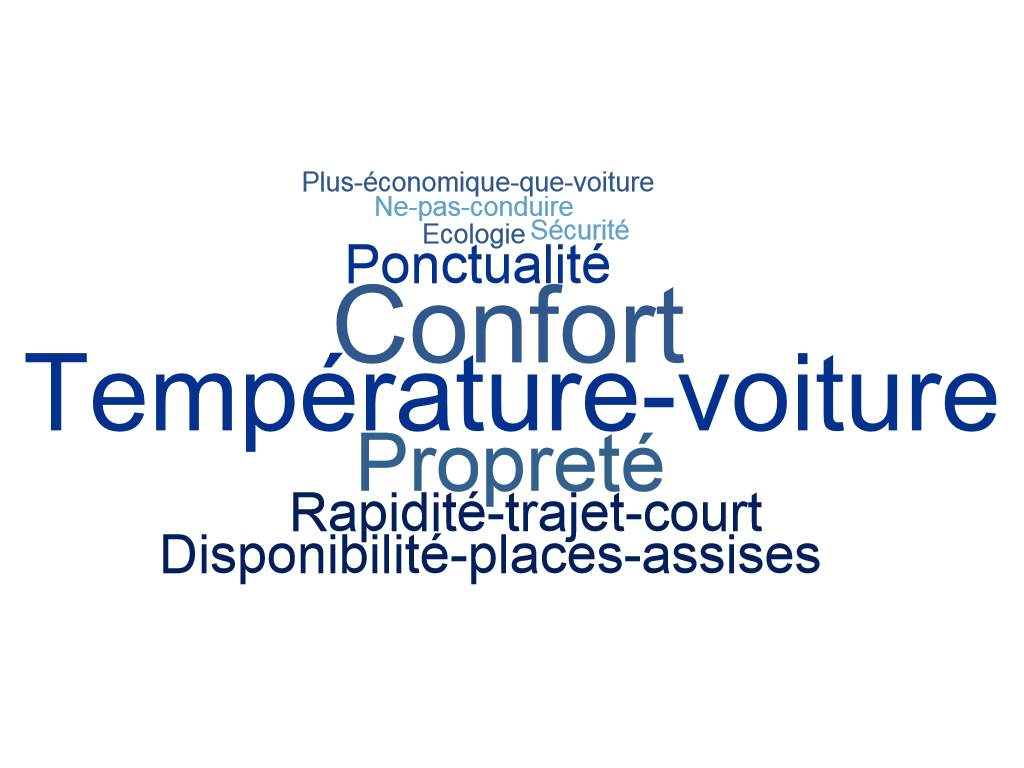 Plus-économique-que-voiture
Ne-pas-conduire
Ecologie Sécurité
Ponctualité
Confort
Température-voiture
Propreté
Rapidité-trajet-court
Disponibilité-places-assises